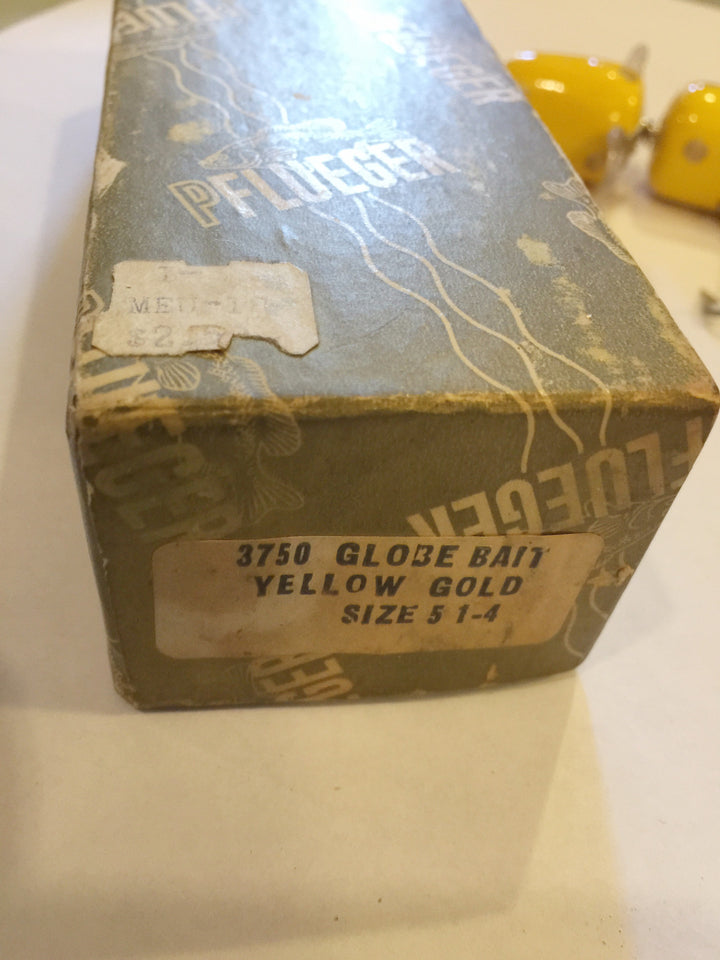 PFLUEGER
PFLUEGER
3750 GLOBE BAIT
YELLOW GOLD
SIZE 5 1-4